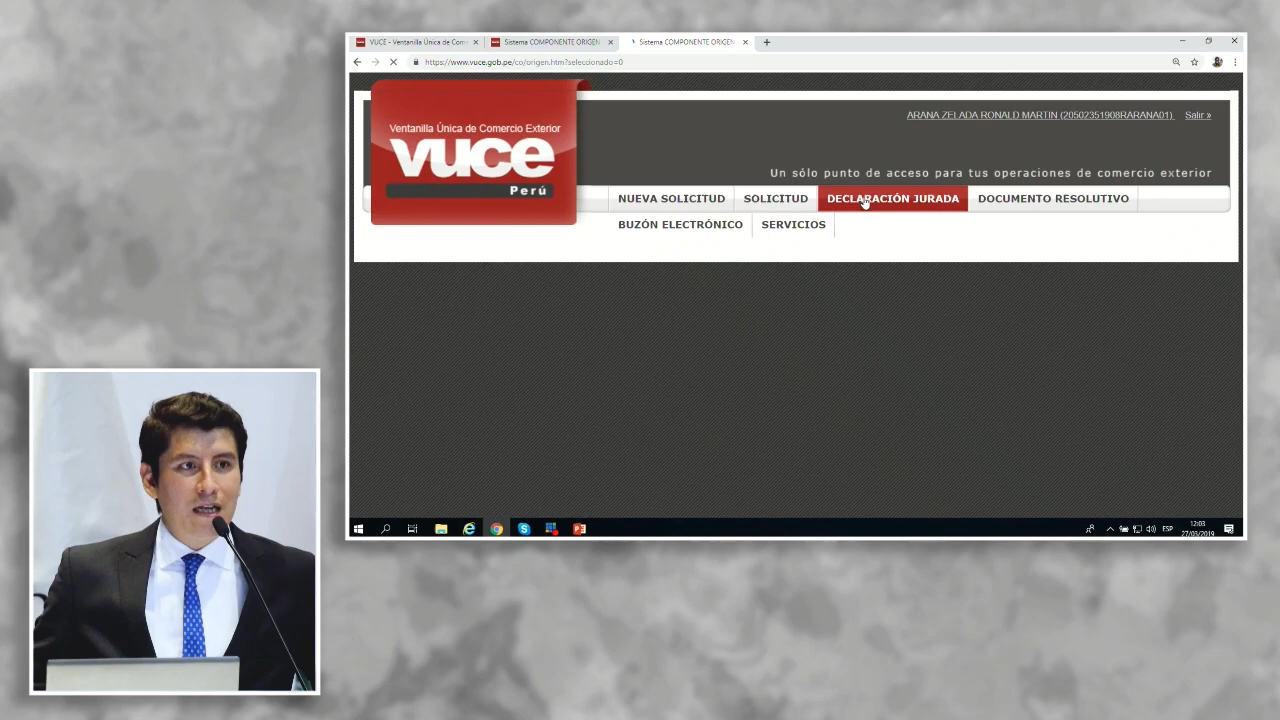 VUCE - Ventanilla Única de Come
Sistema COMPONENTE ORIGEN
Sistema COMPONENTE ORIGEN
https://www.vuce.gob.pe/co/origen.htm?seleccionado=0
ARANA ZELADA RONALD MARTIN (20502351908RARANA01) Salir »
Ventanilla Única de Comercio Exterior
vuce
Perú
Un sólo punto de acceso para tus operaciones de comercio exterior
NUEVA SOLICITUD SOLICITUD DECLARACIÓN JURADA DOCUMENTO RESOLUTIVO
BUZÓN ELECTRÓNICO SERVICIOS
ESP
12:03
27/03/2019